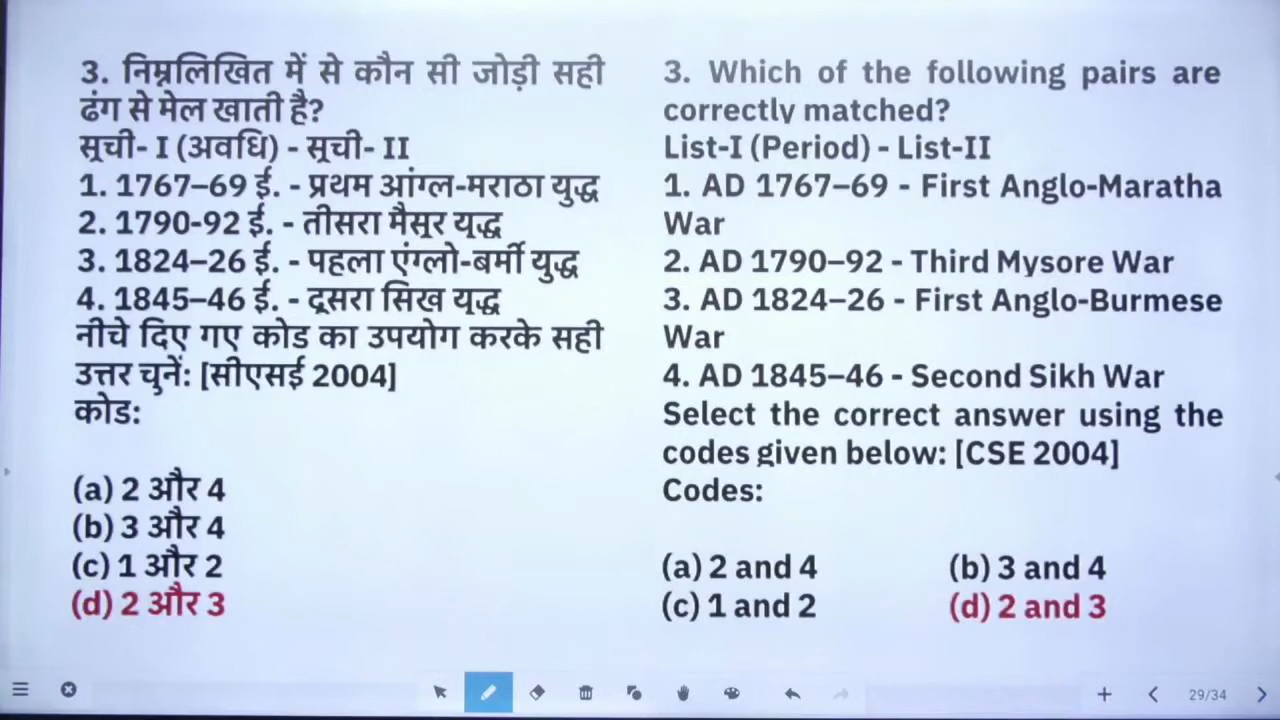 3. निम्नलिखित में से कौन सी जोड़ी सही
ढंग से मेल खाती है?
सूची- I (अवधि) - सूची- II
1. 1767–69 ई. - प्रथम आंग्ल-मराठा युद्ध
2. 1790-92 ई. - तीसरा मैसूर युद्ध
3. 1824–26 ई. - पहला एंग्लो-बर्मी युद्ध
4. 1845–46 ई. - दूसरा सिख युद्ध
नीचे दिए गए कोड का उपयोग करके सही
उत्तर चुनें: [सीएसई 2004]
कोड:
(a) 2 और 4
(b) 3 और 4
(c) 1 और 2
(d) 2 और 3
3. Which of the following pairs are
correctly matched?
List-I (Period) - List-II
1. AD 1767–69 - First Anglo-Maratha
War
2. AD 1790–92 - Third Mysore War
3. AD 1824–26 - First Anglo-Burmese
War
4. AD 1845–46 - Second Sikh War
Select the correct answer using the
codes given below: [CSE 2004]
Codes:
(a) 2 and 4 (b) 3 and 4
(c) 1 and 2 (d) 2 and 3
29/34